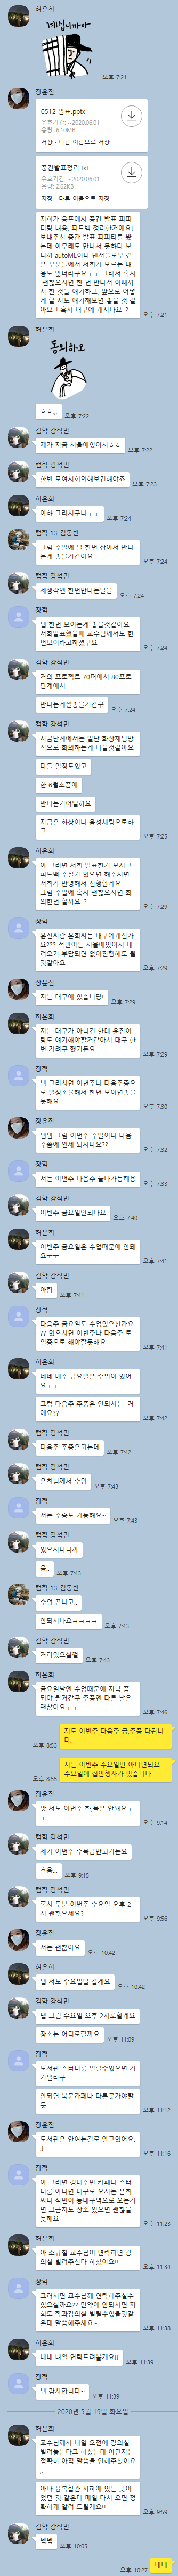 허은희
계십니까아
오후 7:21
장윤진
0512 발표.pptx
유효기간: ~2020.06.01
용량: 6.10MB
저장 · 다른 이름으로 저장
중간발표정리.txt
유효기간: ~2020.06.01
용량: 2.62KB
저장 · 다른 이름으로 저장
저희가 음프에서 중간 발표 피피
티랑 내용, 피드백 정리한거에요!
보내주신 중간 발표 피피티를 봤
는데 아무래도 만나서 못하다 보
니까 autoML이나 텐서플로우 같
은 부분들에서 저희가 모르는 내용
도 많더라구요ㅜㅜ 그래서 혹시
괜찮으시면 한 번 만나서 이때까
지 한 것들 얘기하고, 앞으로 어떻
게 할 지도 얘기해보면 좋을 것 같
아요..! 혹시 대구에 계시나요..?
오후 7:21
허은희
동의하오
ㅎㅎ...
오후 7:22
컴학 강석민
제가 지금 서울에있어서ㅎㅎ
오후 7:22
컴학 강석민
한번 모여서회의해보긴해야죠
오후 7:23
허은희
아하 그러시구나ㅜㅜ
오후 7:24
컴학 13 김동빈
그럼 주말에 날 한번 잡아서 만나
는게 좋을거같아요
오후 7:24
컴학 강석민
제생각엔 한번만나는날을
오후 7:24
장혁
넵 한번 모이는게 좋을것같아요
저희발표했을때 교수님께서도 한
번모이라고하셨구요
오후 7:24
컴학 강석민
거의 프로젝트 70퍼에서 80프로
단계에서
만나는게젤좋을거같구
오후 7:24
컴학 강석민
지금단계에서는 일단 화상채팅방
식으로 회의하는게 나을것같아요
다들 일정도있고
한 6월초쯤에
만나는거어떨까요
지금은 화상이나 음성채팅으로하
고
오후 7:25
허은희
아 그러면 저희 발표한거 보시고
피드백 주실거 있으면 해주시면
저희가 반영해서 진행할게요
그럼 주말에 혹시 괜찮으시면 회
의한번 할까요..?
오후 7:29
장혁
윤진씨랑 은희씨는 대구에계신가
요??? 석민이는 서울에있어서 내
려오기 부담되면 없이진행해도 될
것같아요
오후 7:29
장윤진
저는 대구에 있습니당!
오후 7:29
허은희
저는 대구가 아니긴 한데 윤진이
랑도 얘기해야할거같아서 대구 한
번 가려구 했거든요
오후 7:29
장혁
넵 그러시면 이번주나 다음주중으
로 일정조율해서 한번 모이면좋을
듯해요
오후 7:30
장윤진
넵넵 그럼 이번주 주말이나 다음
주쯤에 언제 되시나요??
오후 7:32
장혁
저는 이번주 다음주 둘다가능해용
오후 7:33
컴학 강석민
이번주 금요일만되나요
오후 7:40
허은희
이번주 금요일은 수업때문에 안돼
요ㅜㅜ
오후 7:41
컴학 강석민
아항
오후 7:41
장혁
다음주 금요일도 수업있으신가요
?? 있으시면 이번주나 다음주 토
일중으로 해야할듯해요
오후 7:41
허은희
네네 매주 금요일은 수업이 있어
요ㅜㅜ
그럼 다음주 주중은 안되시는 거
에요??
오후 7:42
컴학 강석민
다음주 주중은되는데
오후 7:42
컴학 강석민
은희님께서 수업
오후 7:43
장혁
저는 주중도 가능해요~
오후 7:43
컴학 강석민
있으시다니까
음..
오후 7:43
컴학 13 김동빈
수업 끝나고..
안되시나요ㅋㅋㅋㅋ
오후 7:43
컴학 강석민
거리있으실걸
오후 7:43
허은희
금요일날엔 수업때문에 저녁 쯤
되야 될거같구 주중엔 다른 날은
괜찮아요ㅜㅜ
오후 7:46
저도 이번주 다음주 금,주중 다됩니
다.
오후 8:53
저는 이번주 수요일만 아니면되요.
수요일에 집안행사가 있습니다.
오후 8:55
장윤진
앗 저도 이번주 화,목은 안돼요ㅜ
ㅜ
오후 9:14
컴학 강석민
제가 이번주 수목금만되거든요
흐음...
오후 9:15
컴학 강석민
혹시 두분 이번주 수요일 오후 2
시 괜찮으세요?
오후 9:56
장윤진
저는 괜찮아요
오후 10:42
허은희
넵 저도 수요일날 갈게요
오후 10:42
컴학 강석민
넵 그럼 수요일 오후 2시로할게요
장소는 어디로할까요
오후 11:09
장혁
도서관 스터디룸 빌릴수있으면 거
기빌리구
안되면 북문카페나 다른곳가야할
듯
오후 11:12
장윤진
도서관은 안여는걸로 알고있어요.
.!
오후 11:16
장혁
아 그러면 경대주변 카페나 스터
디룸 아니면 대구로 오시는 은희
씨나 석민이 동대구역으로 오는거
면 그근처도 장소 있으면 괜찮을
듯해요
오후 11:23
허은희
아 조규철 교수님이 연락하면 강
의실 빌려주신다 하셨어요!!
오후 11:34
장혁
그러시면 교수님께 연락해주실수
있으실까요?? 만약에 안되시면 저
희도 학과강의실 빌릴수있을것같
은데 말씀해주세요~
오후 11:38
허은희
네네 내일 연락드려볼게요!!
오후 11:39
장혁
넵 감사합니다~
오후 11:39
2020년 5월 19일 화요일
허은희
교수님께서 내일 오전에 강의실
빌려놓는다고 하셨는데 어딘지는
정확히 아직 말씀을 안해주셨어요
..
아마 융복합관 지하에 있는 곳이
었던 것 같은데 메일 다시 오면 정
확하게 알려 드릴게요!!
오후 9:59
컴학 강석민
넵넵
오후 10:05
네네
오후 10:27